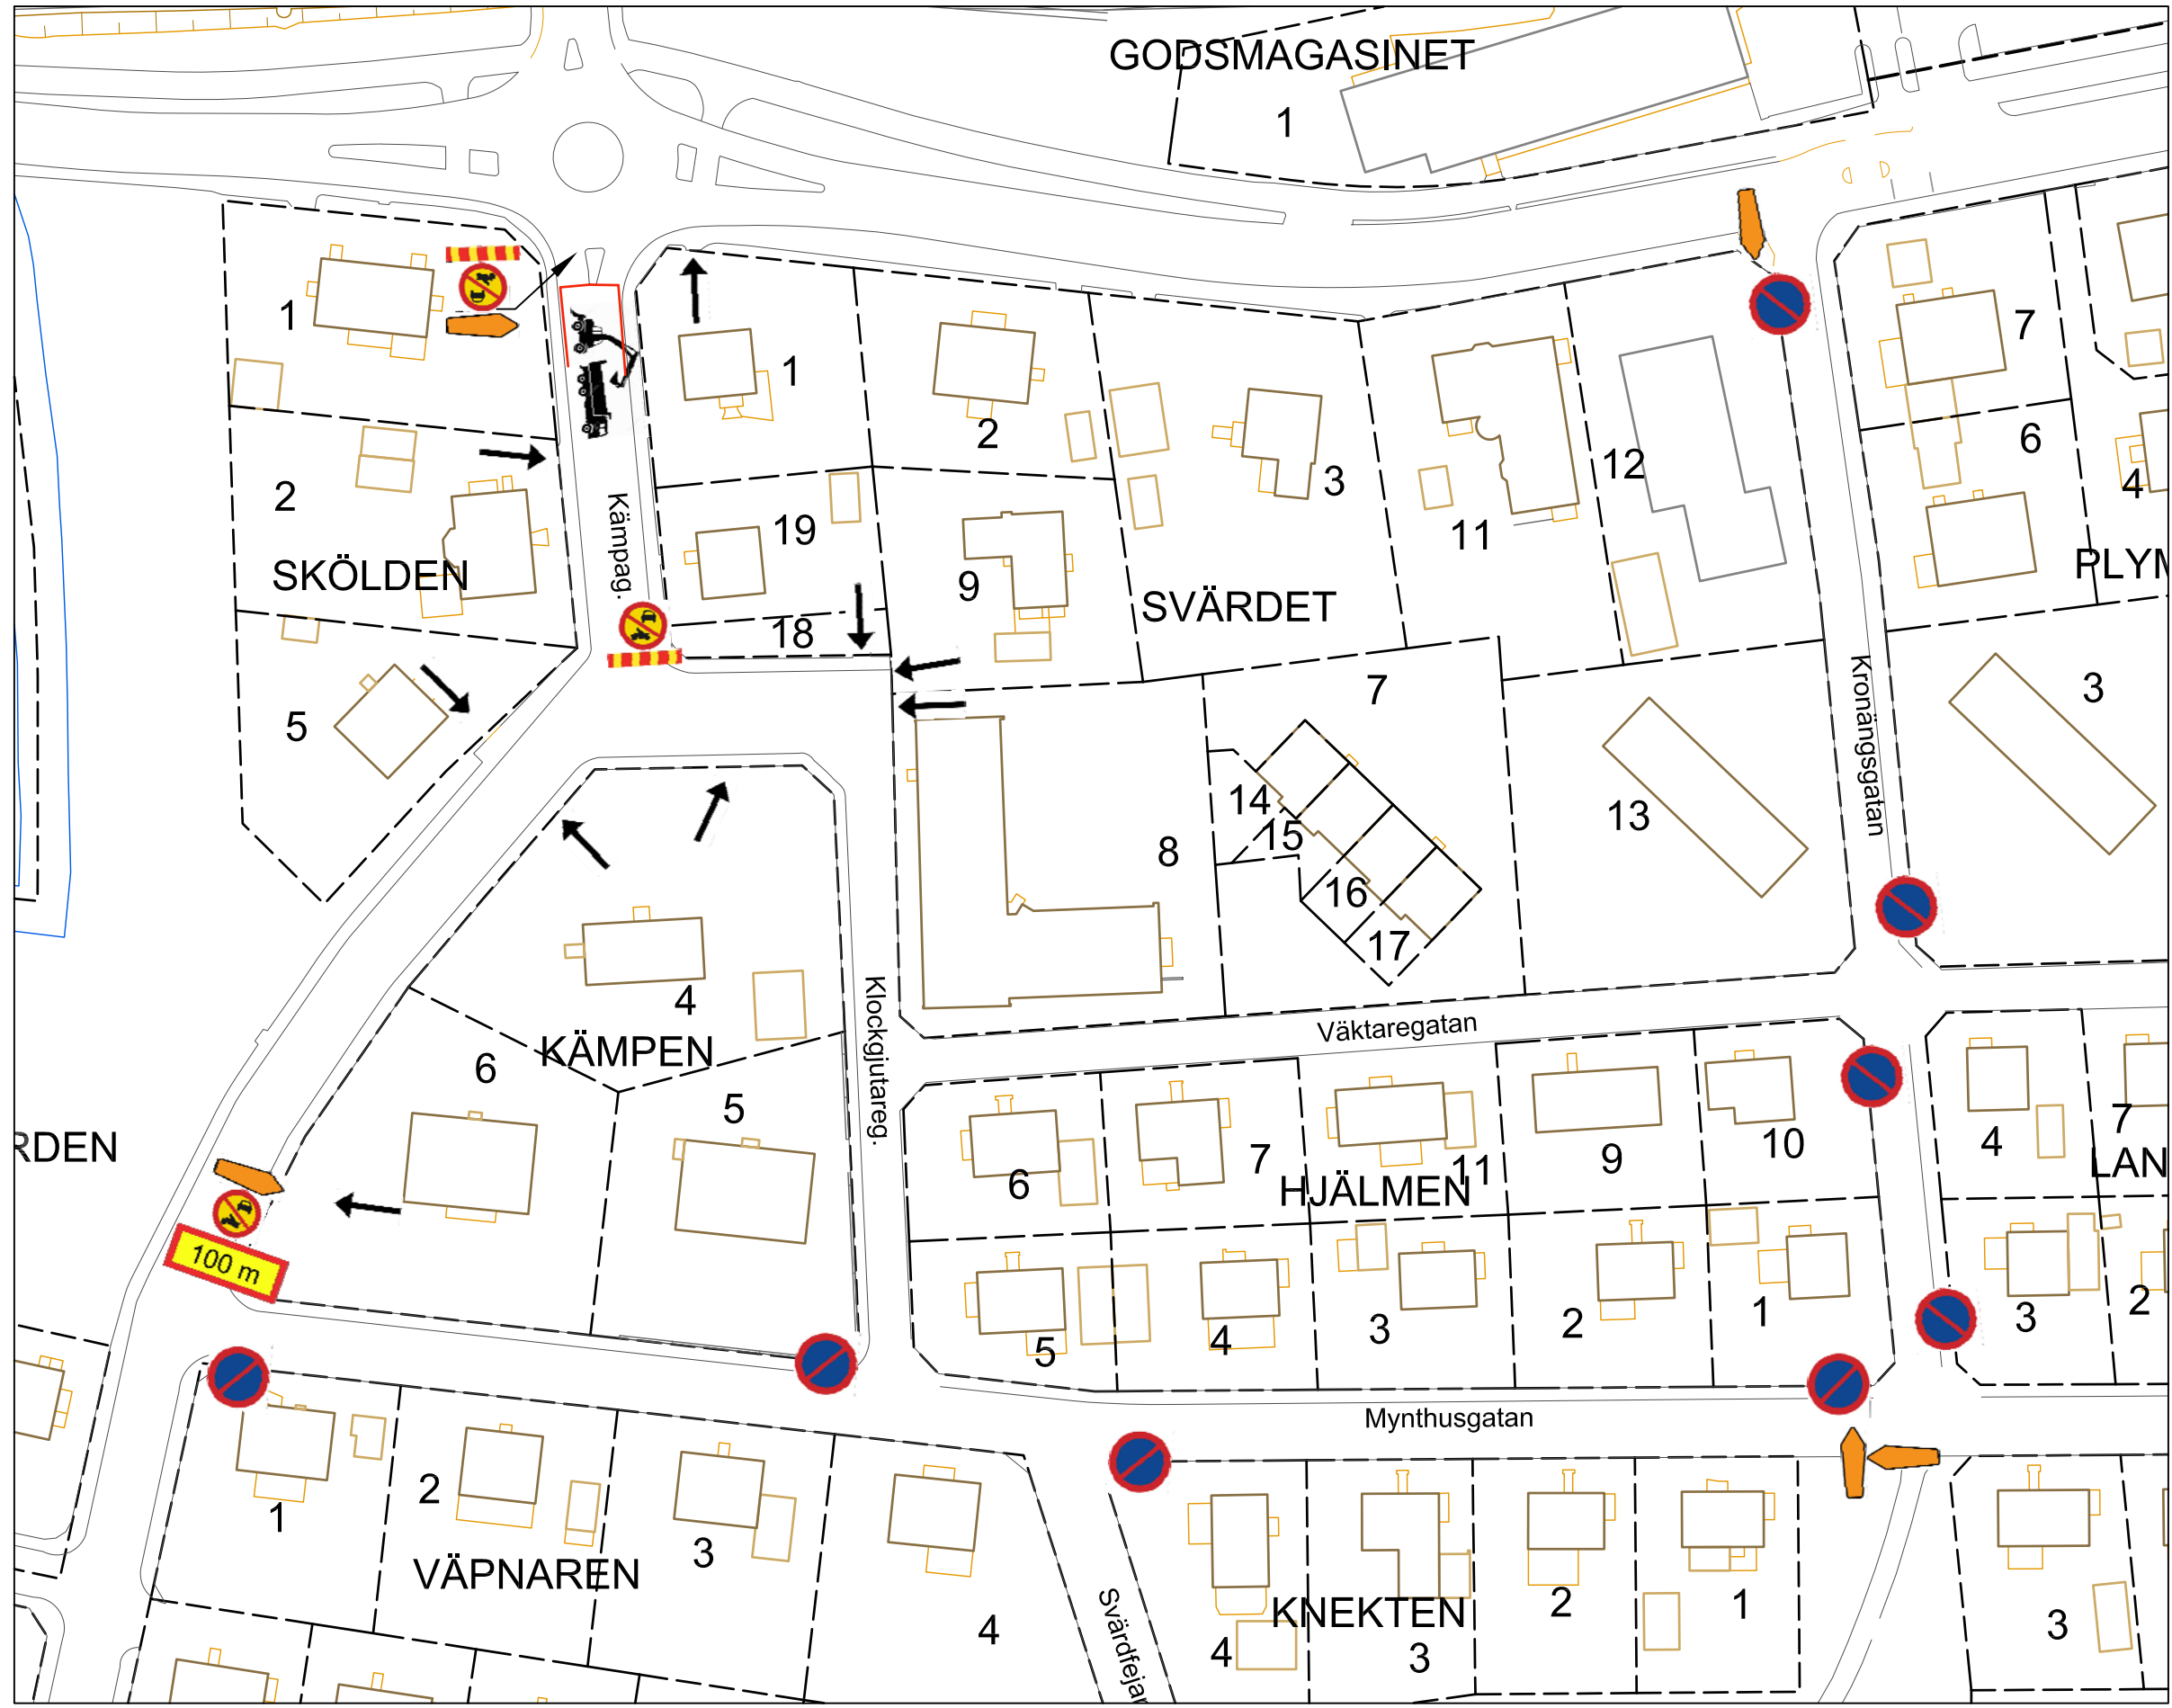 GODSMAGASINET
1
1
1
2
3
11
12
7
6
4
2
SKÖLDEN
Kämpag.
19
18
9
SVÄRDET
PLYM
5
7
Kronängsgatan
3
14
15
16
17
8
13
4
KÄMPEN
6
5
Klockgjutareg.
Väktaregatan
RDEN
100 m
6
7
HJÄLMEN
11
9
10
4
7
LAN
5
4
3
2
1
3
2
Mynthusgatan
1
2
3
4
VÄPNAREN
Svärdfejar
KNEKTEN
4
3
2
1
3